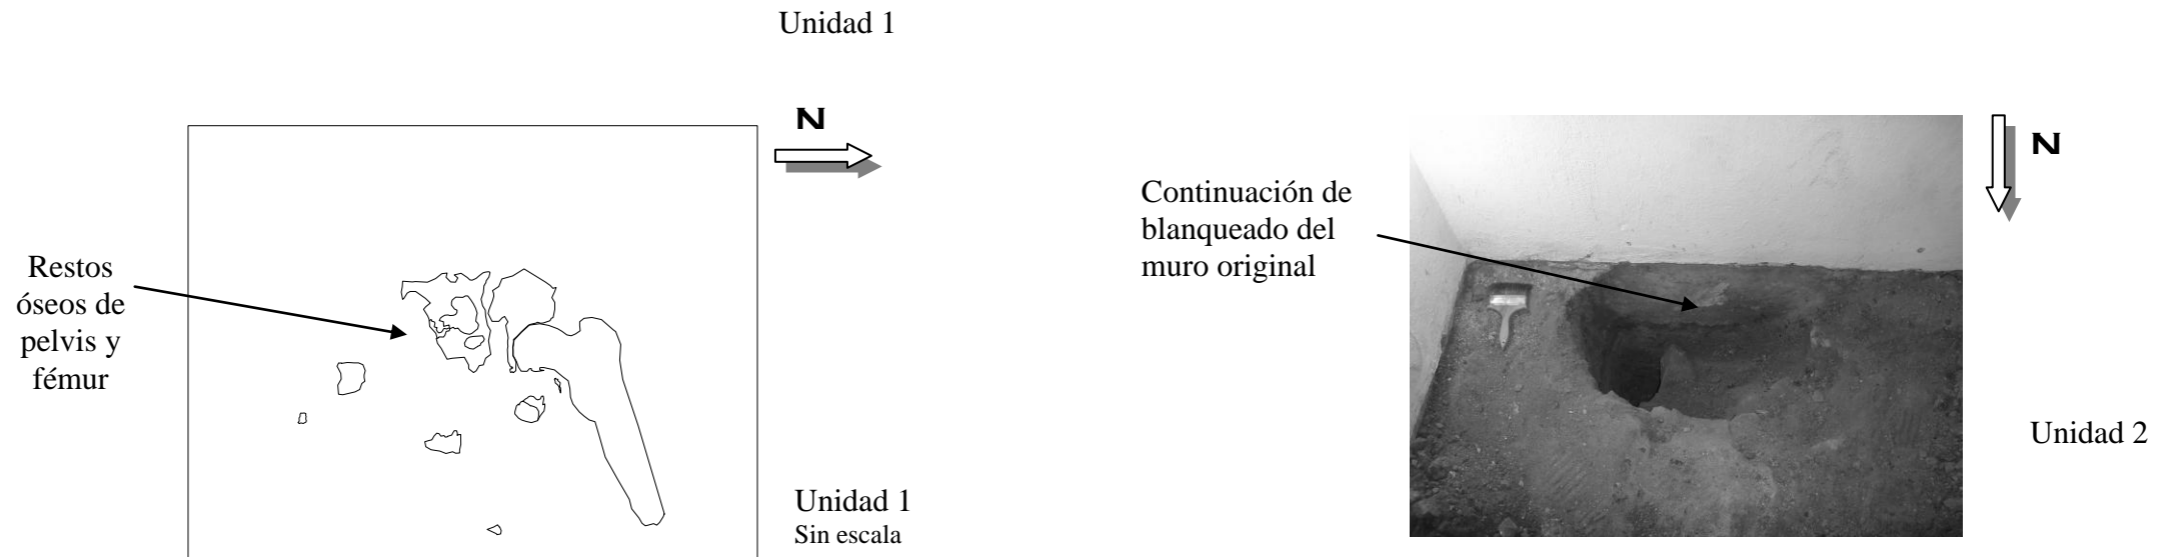 Unidad 1
N
Restos
óseos de
pelvis y
fémur
Unidad 1
Sin escala
N
Continuación de
blanqueado del
muro original
Unidad 2